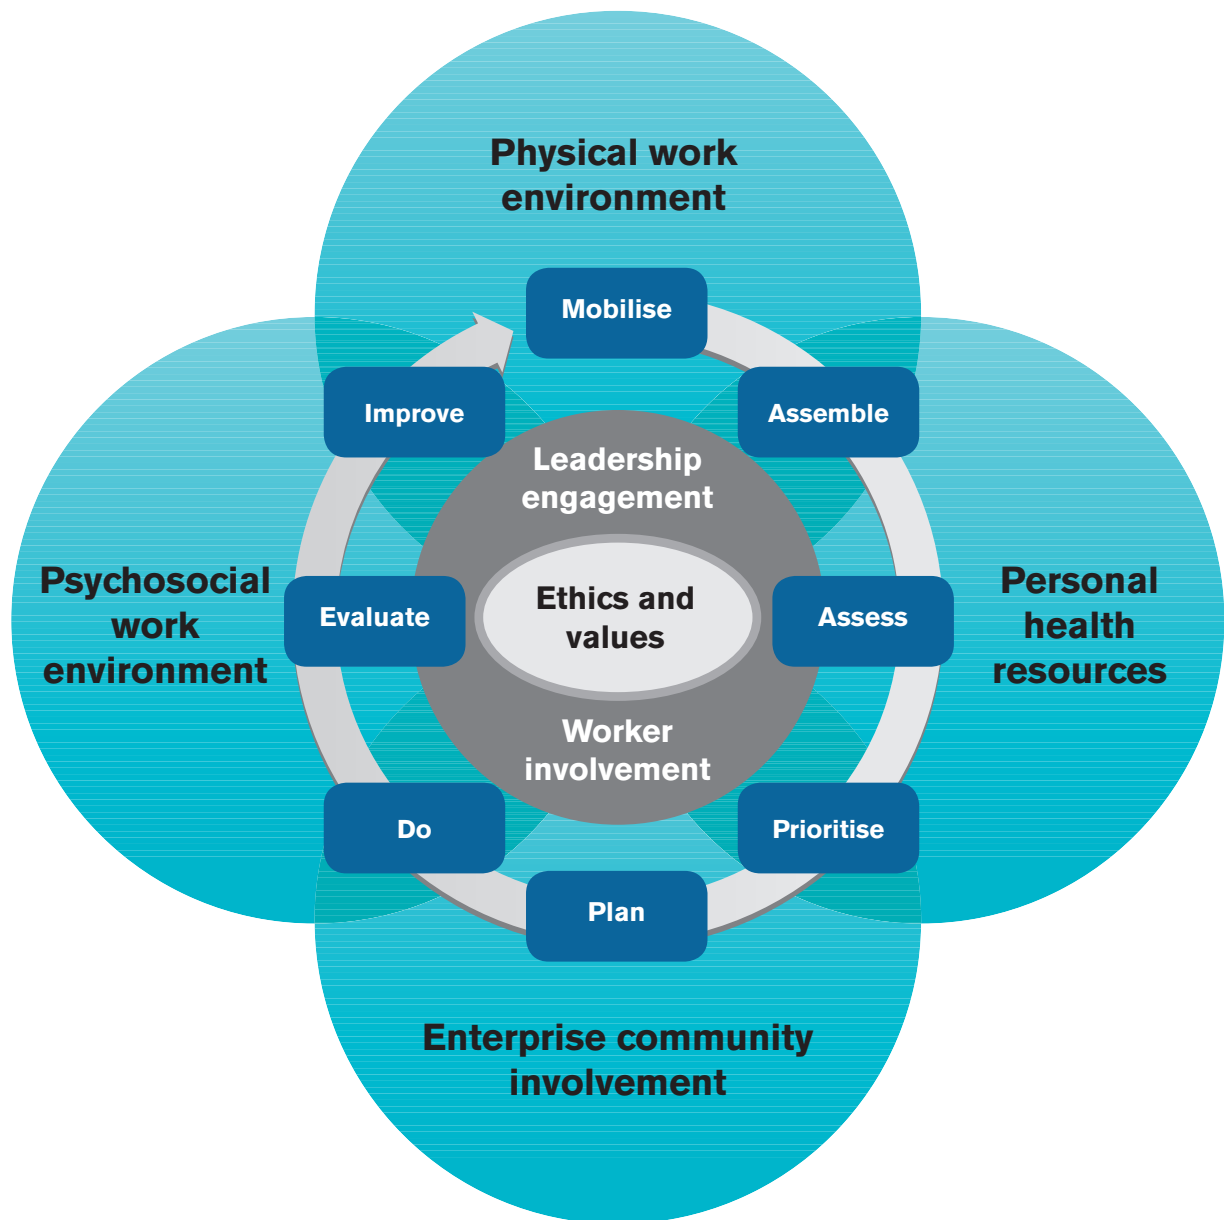 Physical work
environment
Mobilise
Improve
Assemble
Leadership
engagement
Psychosocial
work
environment
Evaluate
Ethics and
values
Assess
Personal
health
resources
Worker
involvement
Do
Prioritise
Plan
Enterprise community
involvement